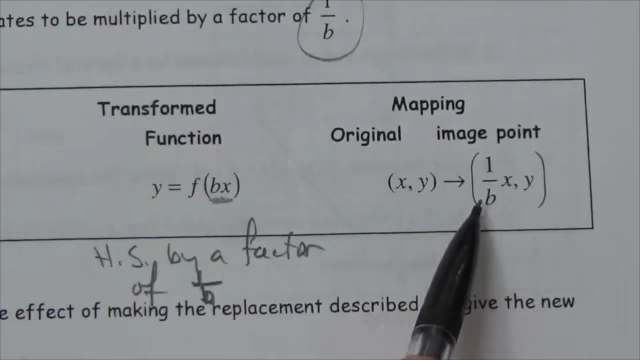 ates to be multiplied by a factor of 1/b.
Transformed Mapping
Function Original image point
y = f(bx) (x, y) → (1/b x, y)
H.S. by a factor
of 1/b
e effect of making the replacement described give the new